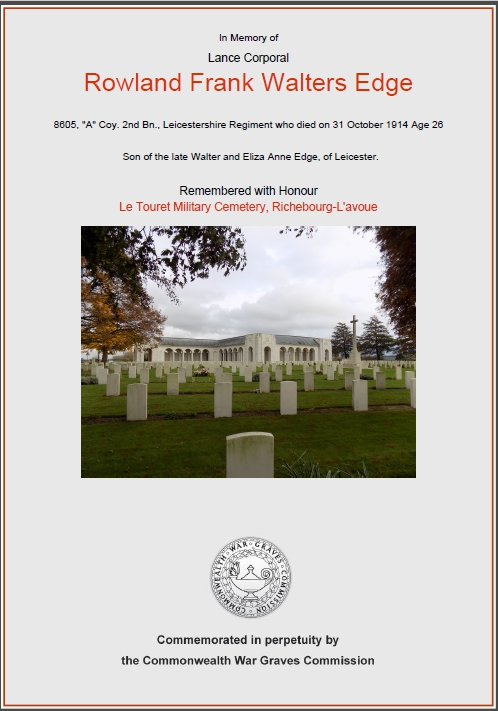 In Memory of
Lance Corporal
Rowland Frank Walters Edge
8605, "A" Coy. 2nd Bn., Leicestershire Regiment who died on 31 October 1914 Age 26
Son of the late Walter and Eliza Anne Edge, of Leicester.
Remembered with Honour
Le Touret Military Cemetery, Richebourg-L'avoue
COMMONWEALTH · WAR · GRAVES · COMMISSION
Commemorated in perpetuity by
the Commonwealth War Graves Commission